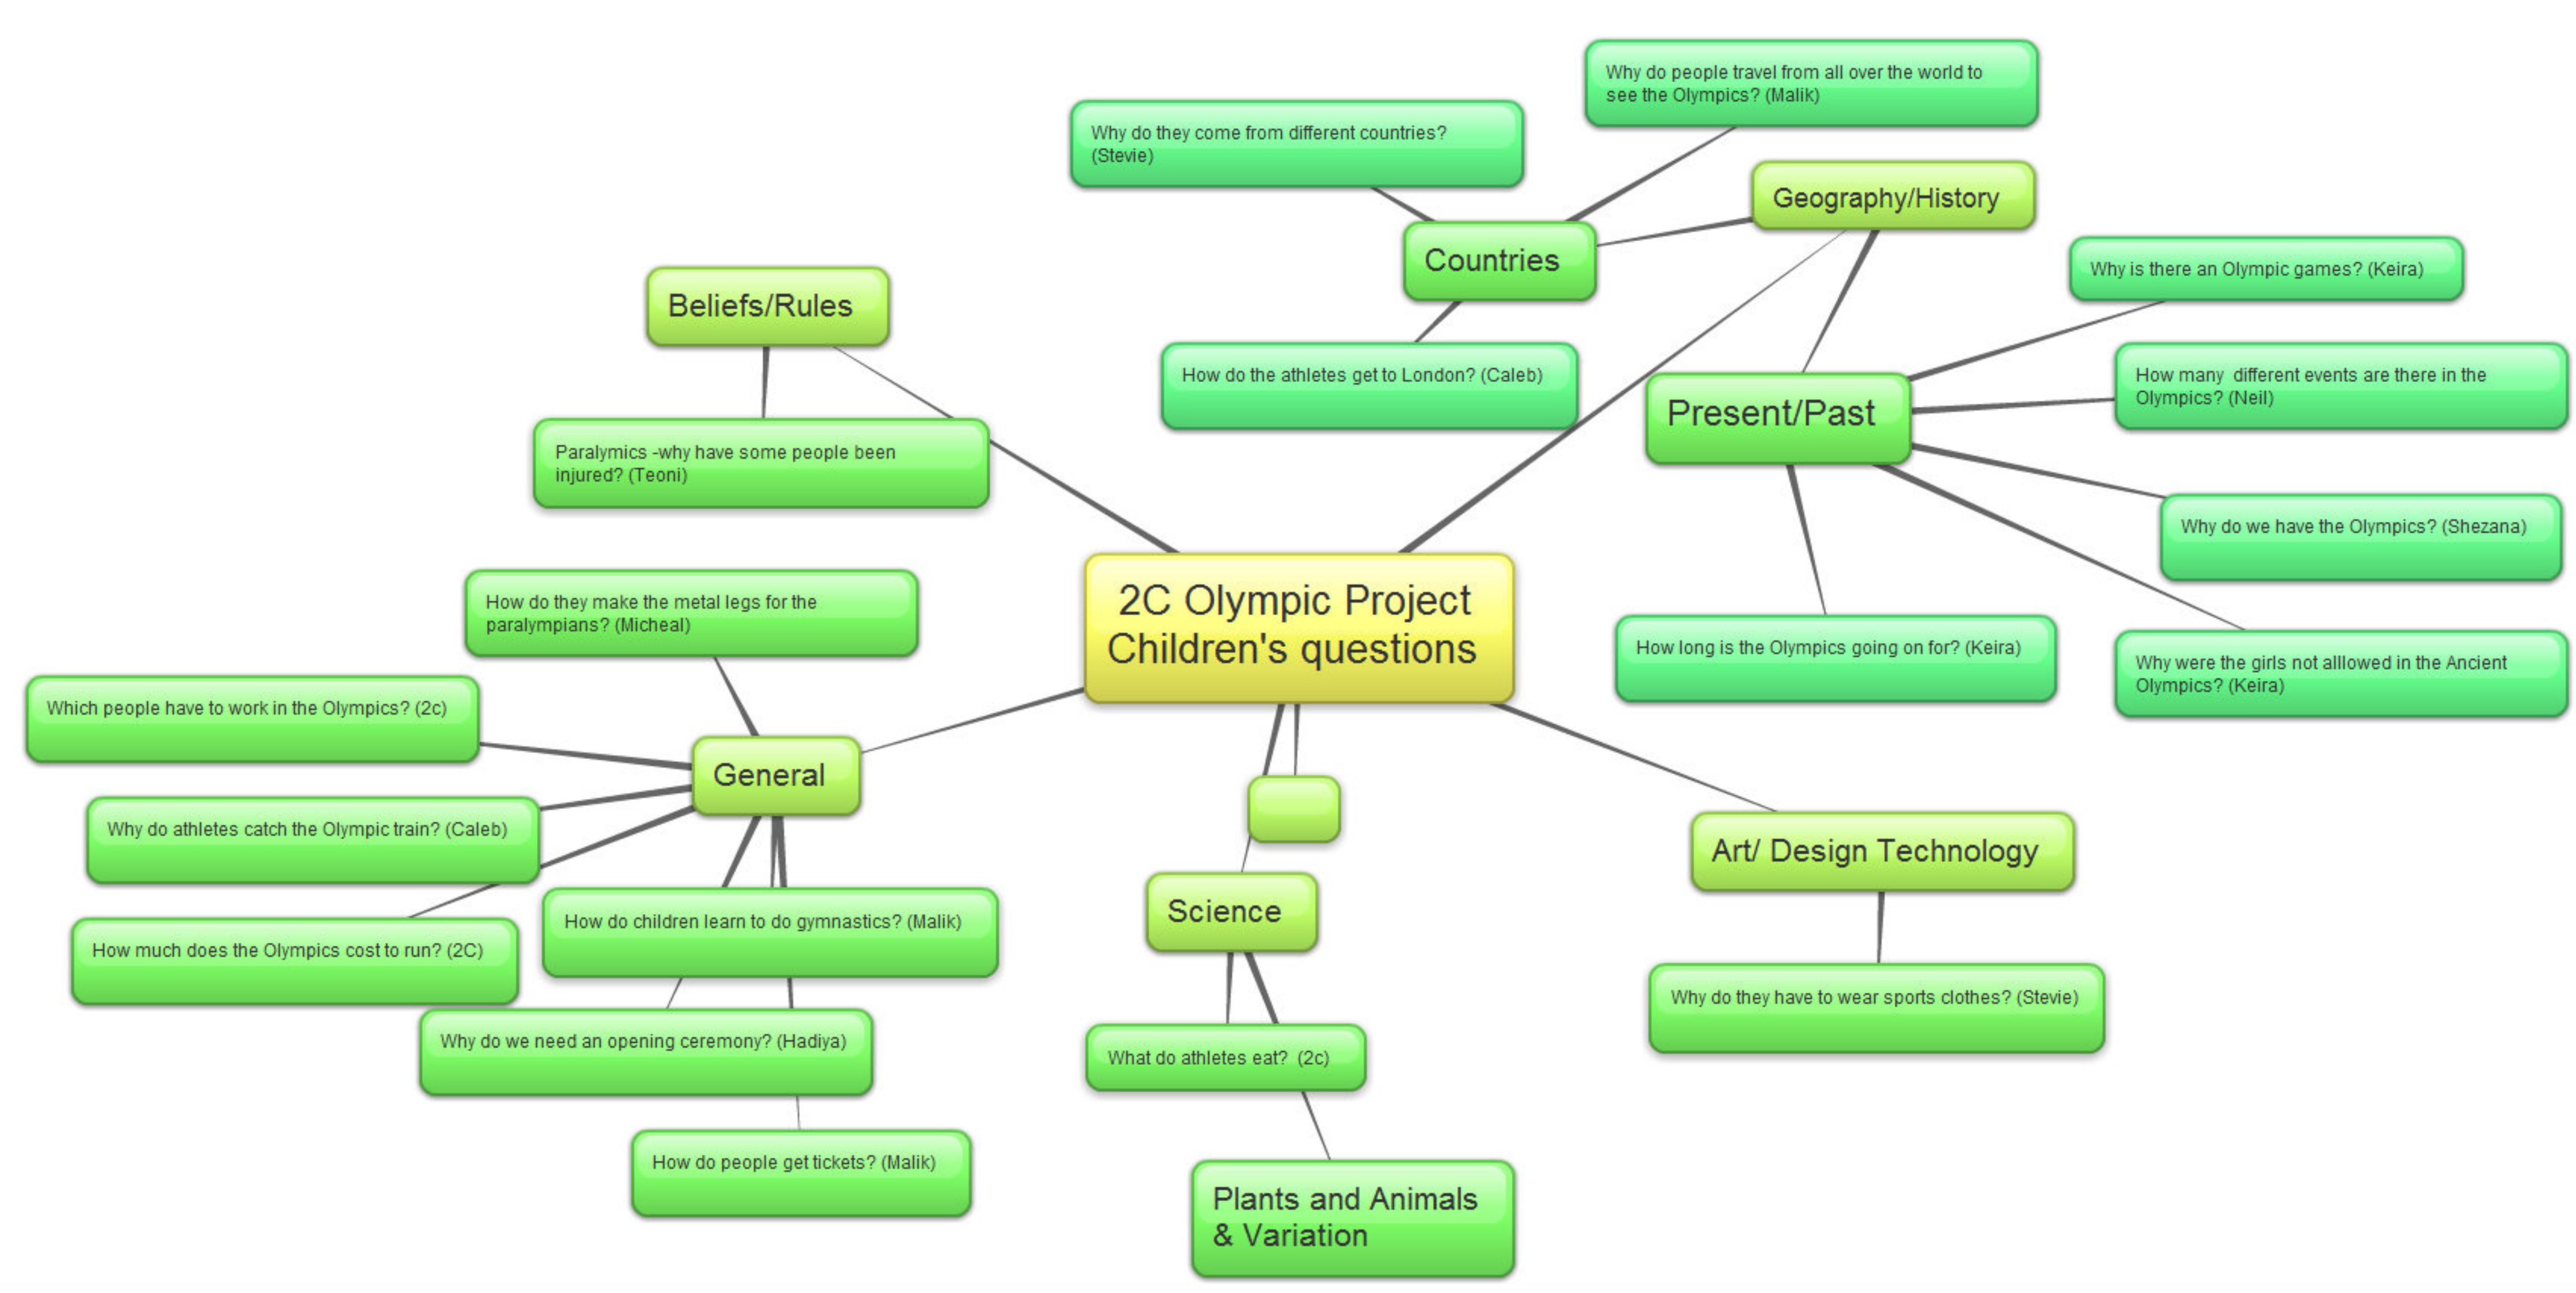 Why do people travel from all over the world to
see the Olympics? (Malik)
Why do they come from different countries?
(Stevie)
Geography/History
Countries
Why is there an Olympic games? (Keira)
Beliefs/Rules
How do the athletes get to London? (Caleb)
How many  different events are there in the
Olympics? (Neil)
Present/Past
Paralymics -why have some people been
injured? (Teoni)
Why do we have the Olympics? (Shezana)
2C Olympic Project
Children's questions
How do they make the metal legs for the
paralympians? (Micheal)
How long is the Olympics going on for? (Keira)
Why were the girls not alllowed in the Ancient
Olympics? (Keira)
Which people have to work in the Olympics? (2c)
General
Why do athletes catch the Olympic train? (Caleb)
Art/ Design Technology
How do children learn to do gymnastics? (Malik)
Science
How much does the Olympics cost to run? (2C)
Why do they have to wear sports clothes? (Stevie)
Why do we need an opening ceremony? (Hadiya)
What do athletes eat?  (2c)
How do people get tickets? (Malik)
Plants and Animals
& Variation